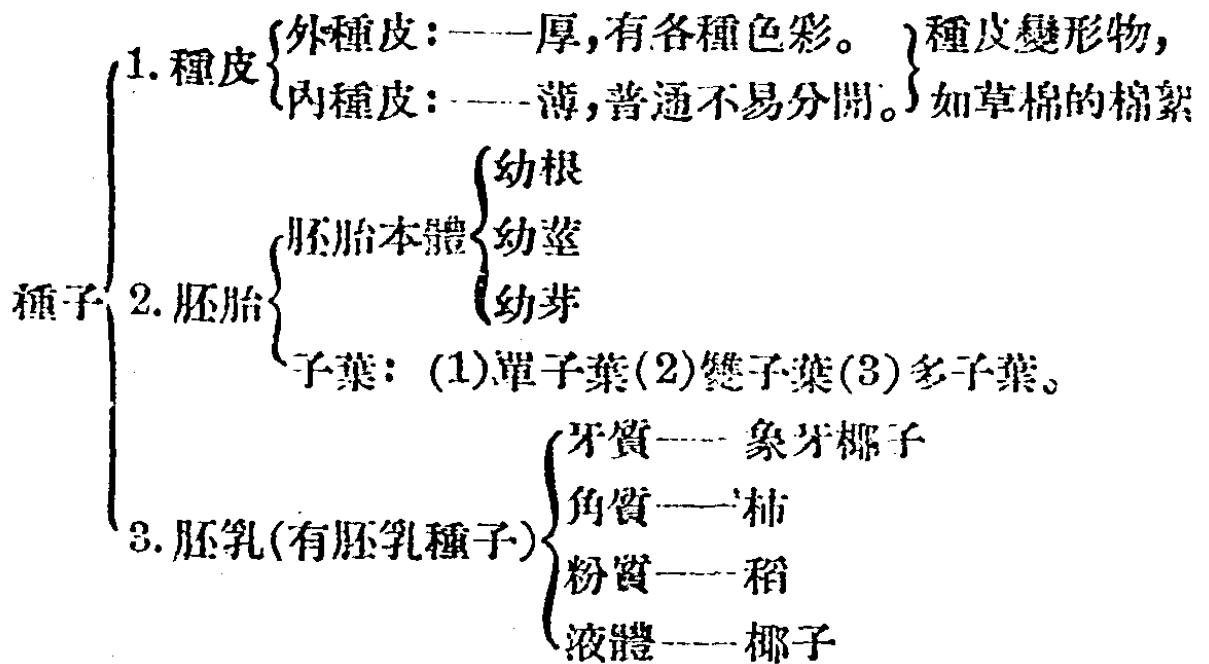 種子
1. 種皮
外種皮：——厚，有各種色彩。
內種皮：——薄，普通不易分開。
種皮變形物，
如草棉的棉絮
2. 胚胎
胚胎本體
幼根
幼莖
幼芽
子葉：(1)單子葉(2)雙子葉(3)多子葉。
3. 胚乳(有胚乳種子)
牙質——象牙椰子
角質——柿
粉質——稻
液體——椰子